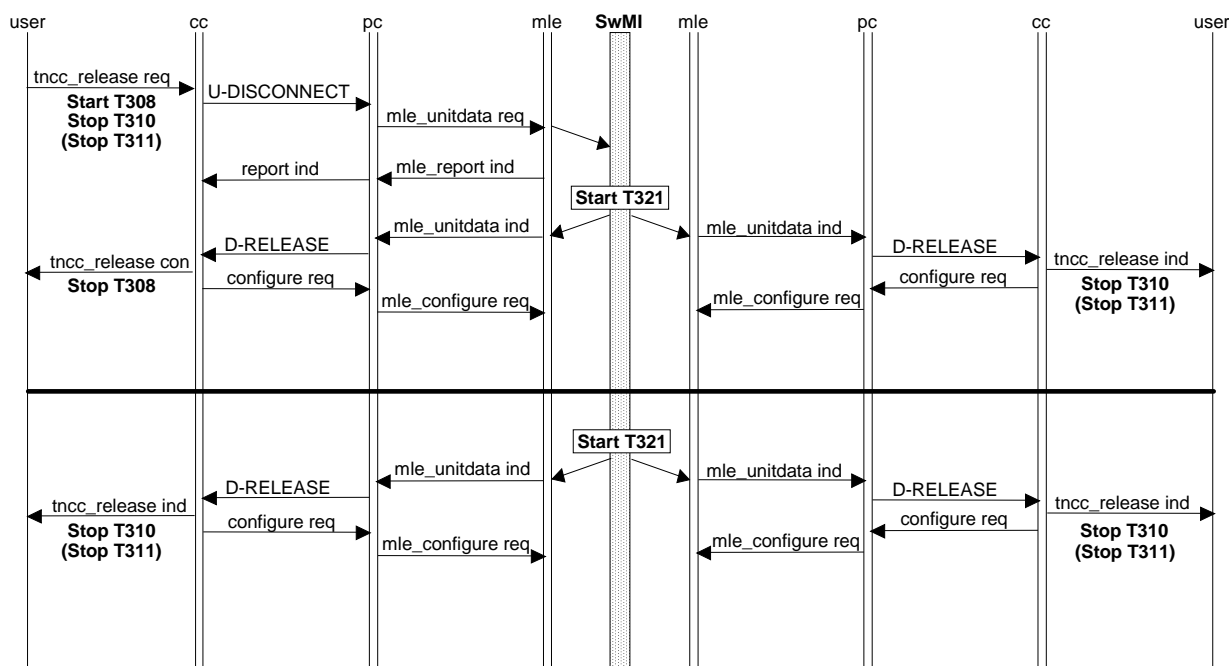 user cc pc mle SwMI mle pc cc user
tncc_release req
Start T308
Stop T310
(Stop T311)
U-DISCONNECT
mle_unitdata req
report ind
mle_report ind
Start T321
mle_unitdata ind
mle_unitdata ind
D-RELEASE
D-RELEASE
tncc_release con
Stop T308
configure req
mle_configure req
tncc_release ind
Stop T310
(Stop T311)
configure req
mle_configure req
Start T321
mle_unitdata ind
mle_unitdata ind
D-RELEASE
D-RELEASE
tncc_release ind
Stop T310
(Stop T311)
configure req
mle_configure req
tncc_release ind
Stop T310
(Stop T311)
configure req
mle_configure req